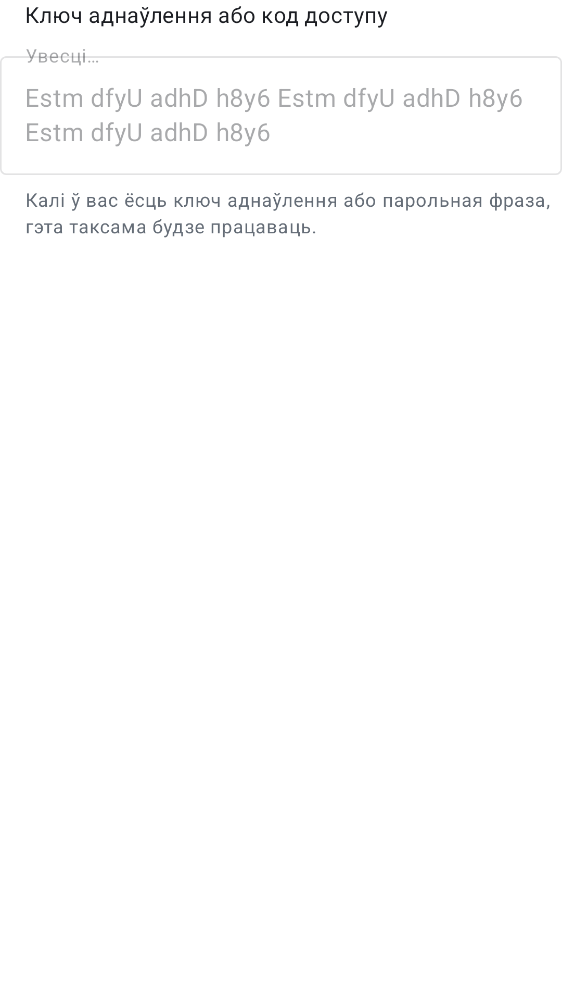 Ключ аднаўлення або код доступу
Увесці...
Estm dfyU adhD h8y6 Estm dfyU adhD h8y6
Estm dfyU adhD h8y6
Калі ў вас ёсць ключ аднаўлення або парольная фраза,
гэта таксама будзе працаваць.